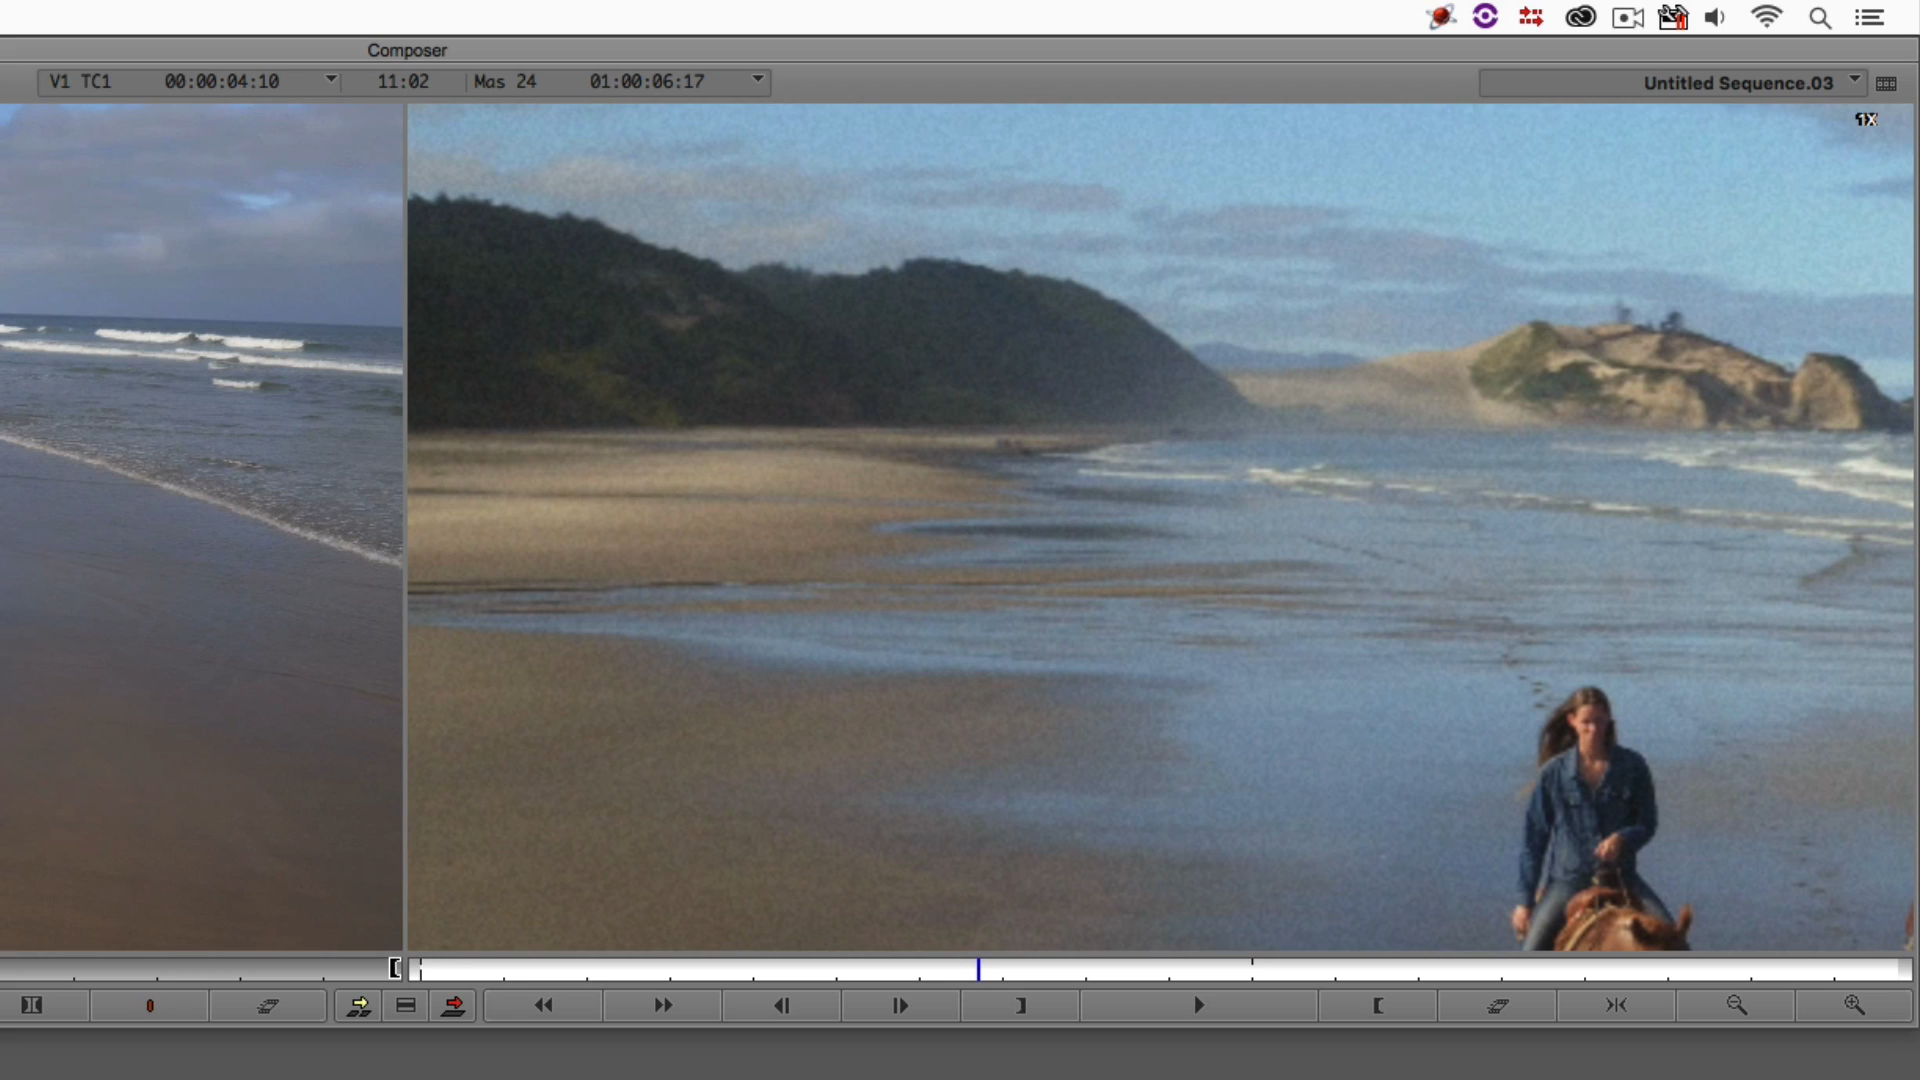 Composer
V1 TC1 00:00:04:10 11:02 Mas 24 01:00:06:17 Untitled Sequence.03
1X